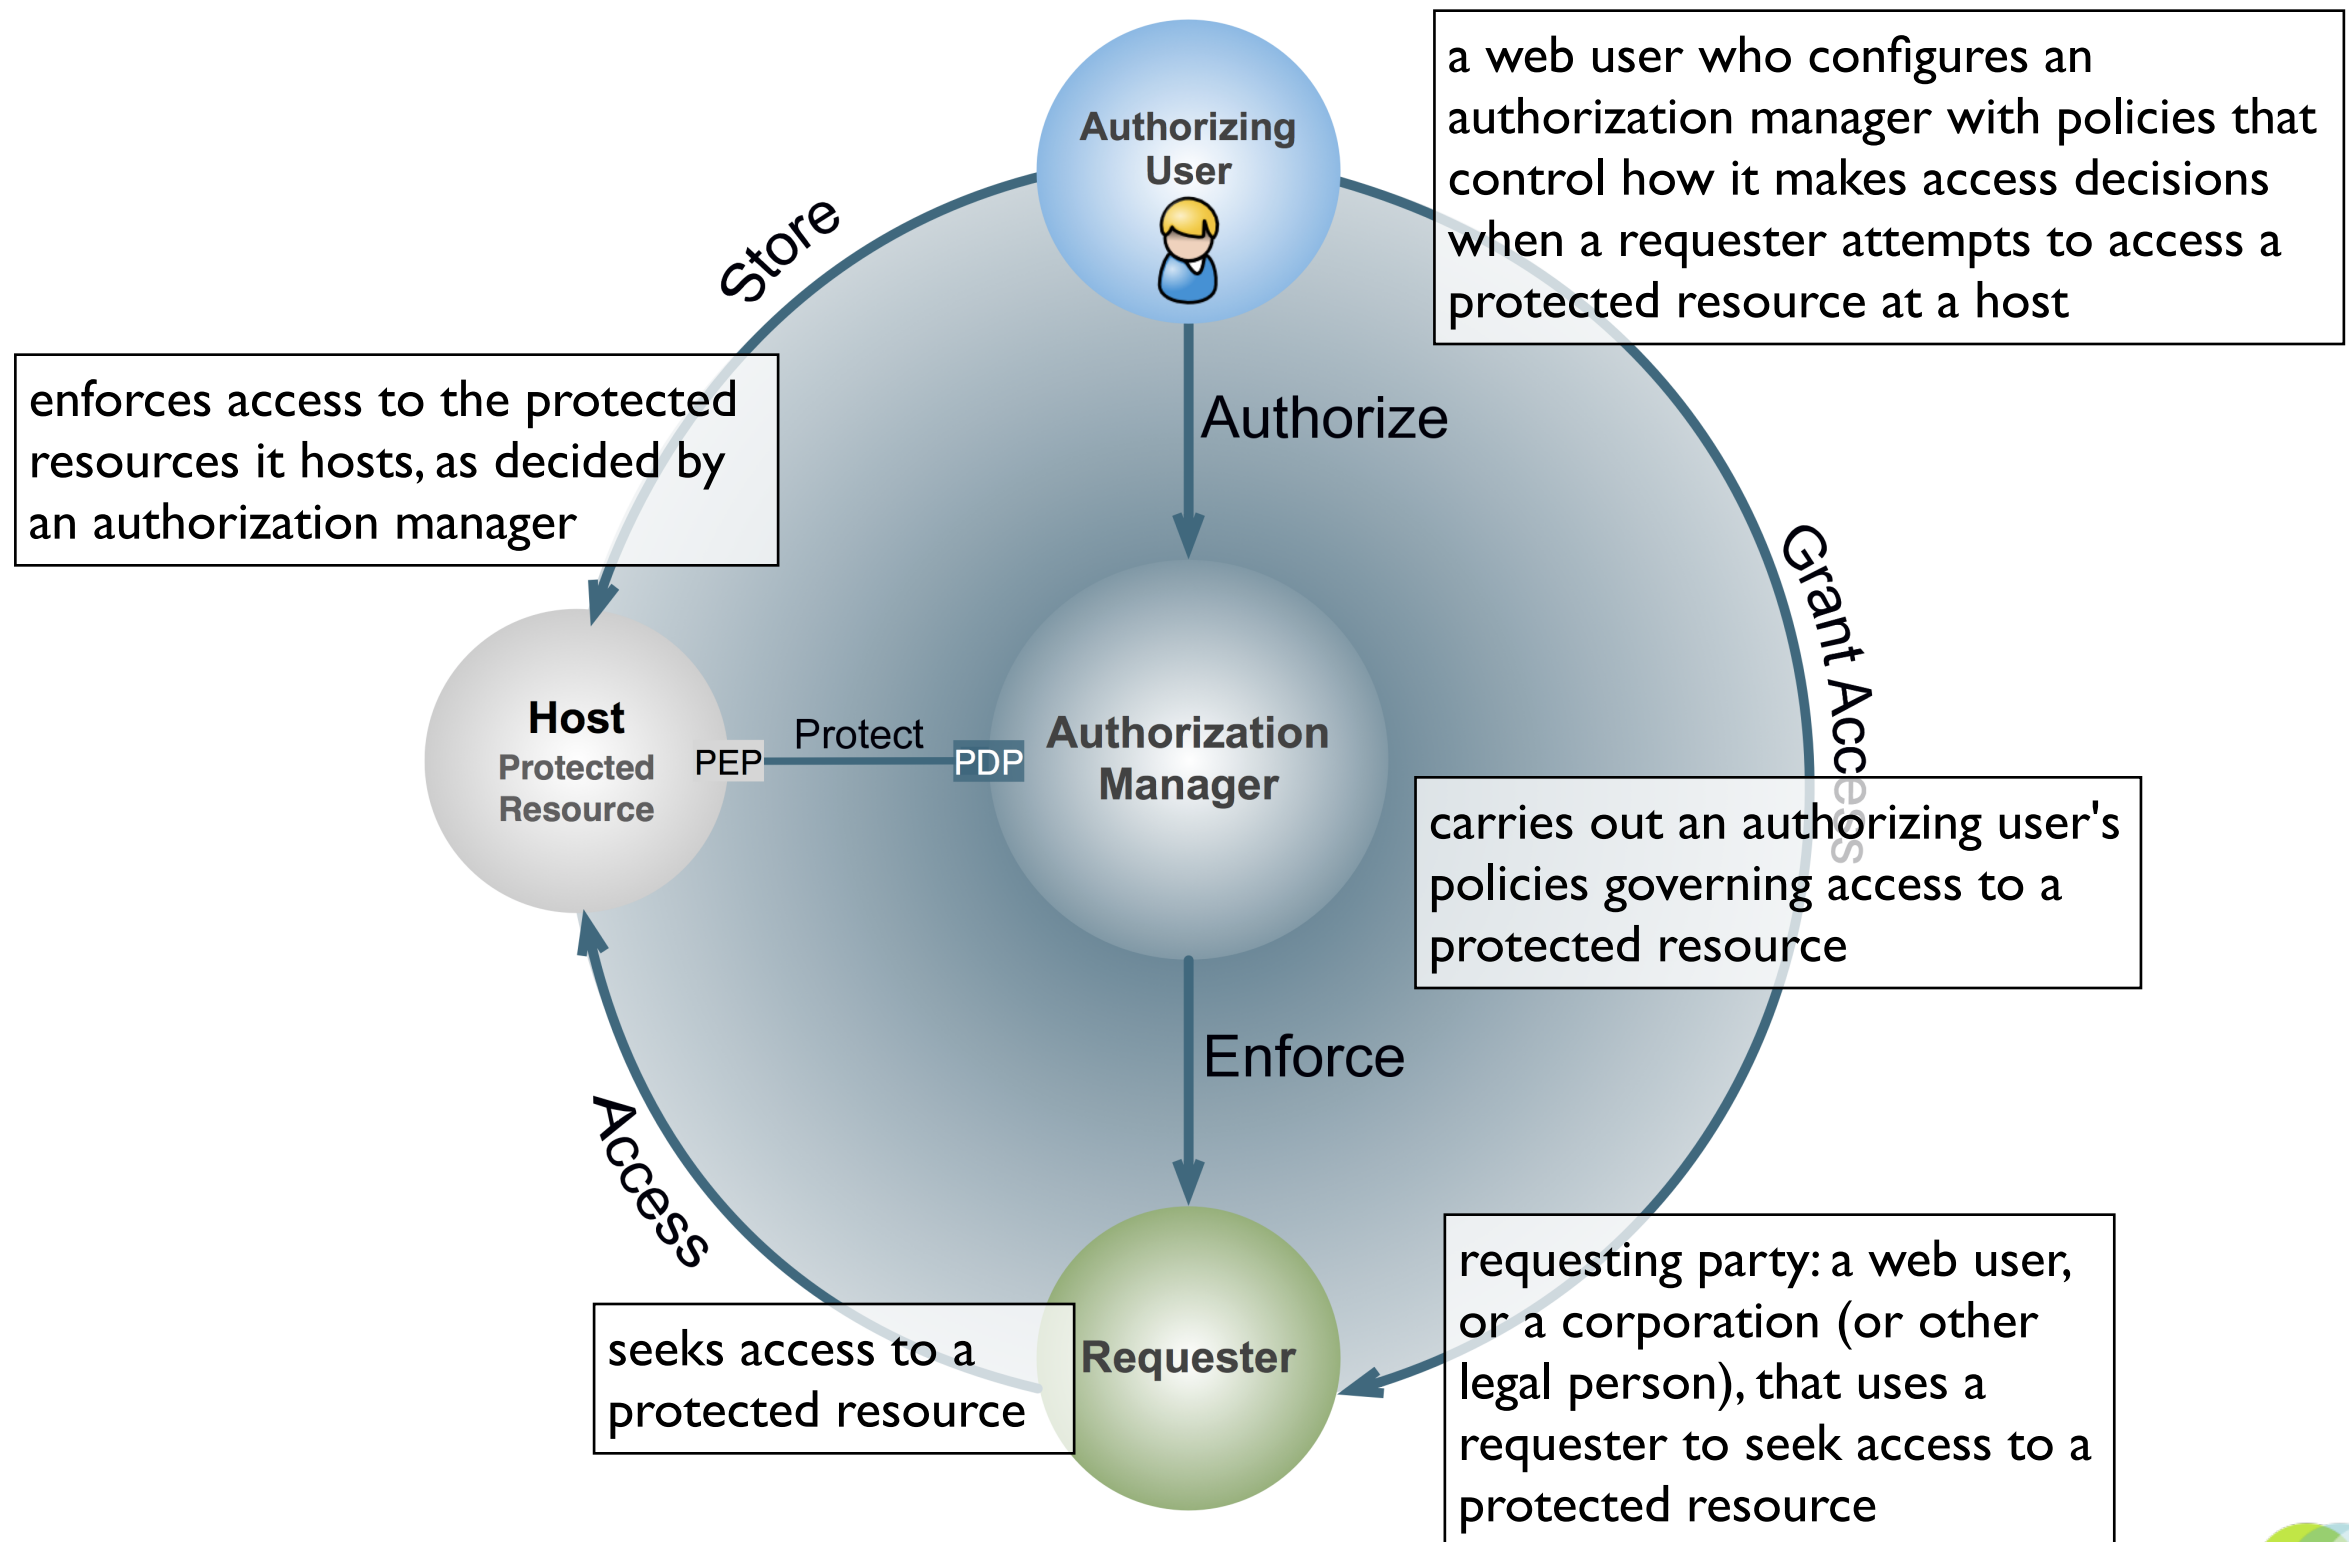 Authorizing
User
a web user who configures an
authorization manager with policies that
control how it makes access decisions
when a requester attempts to access a
protected resource at a host
Store
enforces access to the protected
resources it hosts, as decided by
an authorization manager
Authorize
Grant Access
Host
Protected
Resource
PEP
Protect
PDP
Authorization
Manager
carries out an authorizing user's
policies governing access to a
protected resource
Enforce
Access
seeks access to a
protected resource
Requester
requesting party: a web user,
or a corporation (or other
legal person), that uses a
requester to seek access to a
protected resource